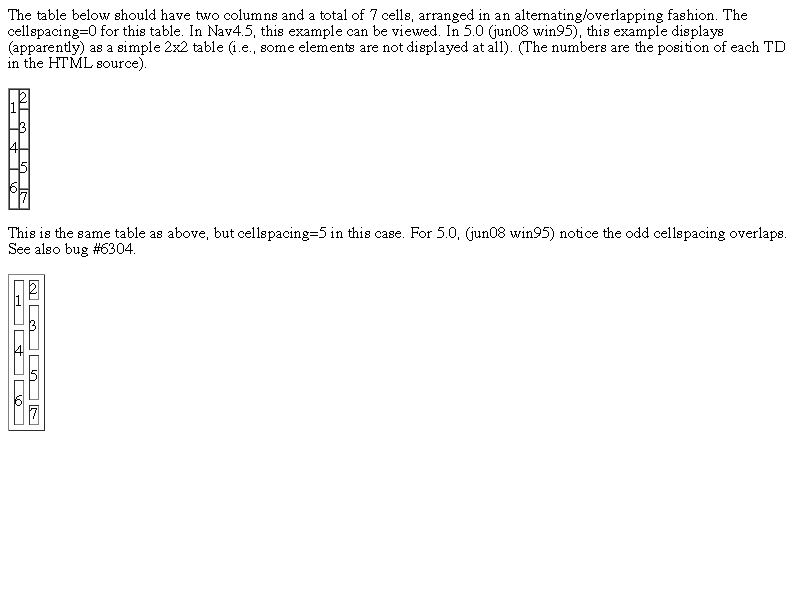 The table below should have two columns and a total of 7 cells, arranged in an alternating/overlapping fashion. The
cellspacing=0 for this table. In Nav4.5, this example can be viewed. In 5.0 (jun08 win95), this example displays
(apparently) as a simple 2x2 table (i.e., some elements are not displayed at all). (The numbers are the position of each TD
in the HTML source).
2
1
3
4
5
6
7
This is the same table as above, but cellspacing=5 in this case. For 5.0, (jun08 win95) notice the odd cellspacing overlaps.
See also bug #6304.
2
1
3
4
5
6
7